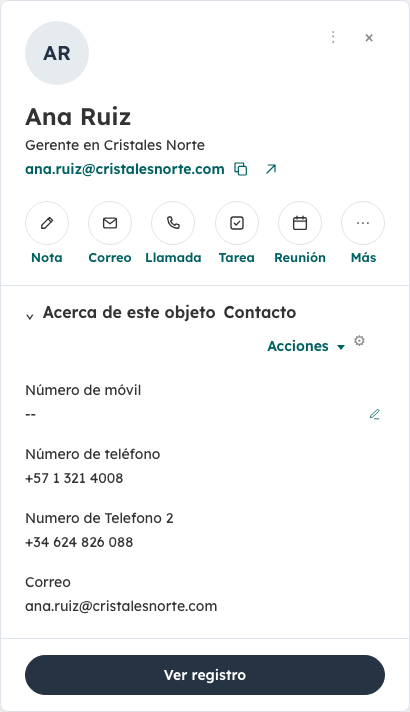 AR
Ana Ruiz
Gerente en Cristales Norte
ana.ruiz@cristalesnorte.com
Nota Correo Llamada Tarea Reunión Más
Acerca de este objeto Contacto
Acciones
Número de móvil
--
Número de teléfono
+57 1 321 4008
Numero de Telefono 2
+34 624 826 088
Correo
ana.ruiz@cristalesnorte.com
Ver registro